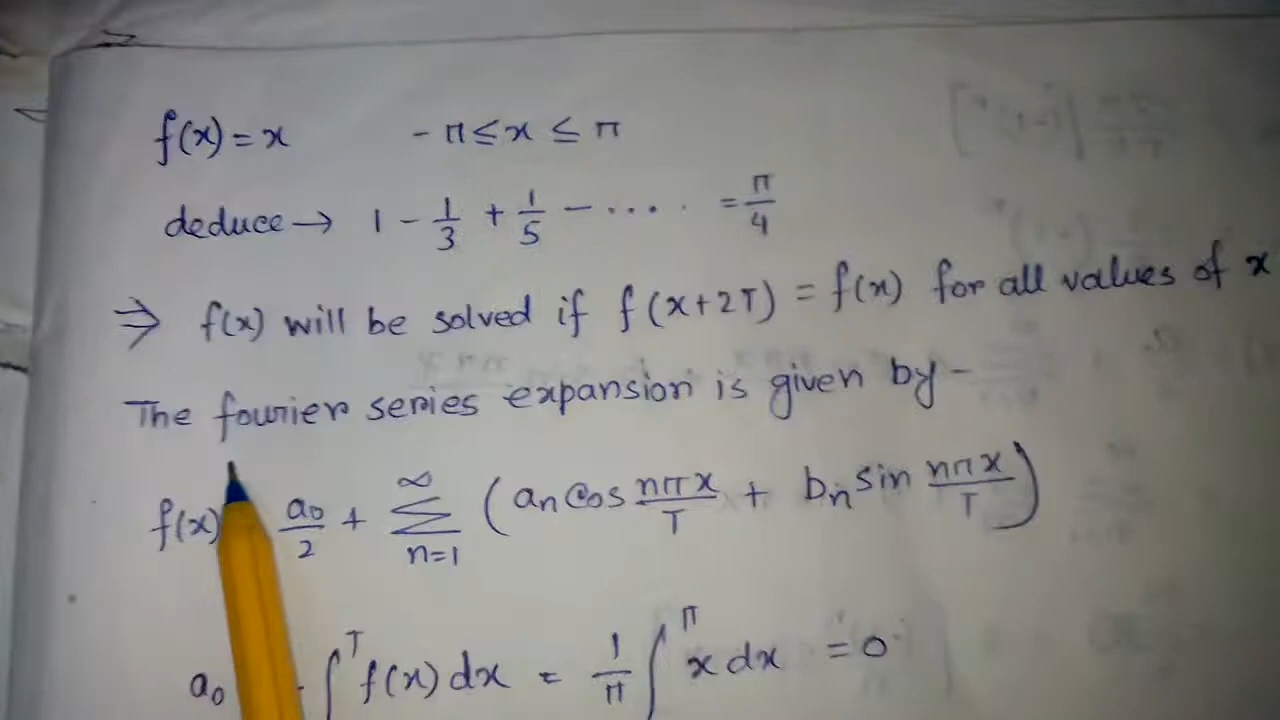 f(x) = x -π ≤ x ≤ π
deduce → 1 - 1/3 + 1/5 - ..... = π/4
⇒ f(x) will be solved if f(x+2T) = f(x) for all values of x
The fourier series expansion is given by -
f(x) a0/2 + ∑_{n=1}^{∞} (an Cos nπx/T + bn sin nπx/T)
a0 ∫^T f(x) dx = 1/π ∫^π x dx = 0